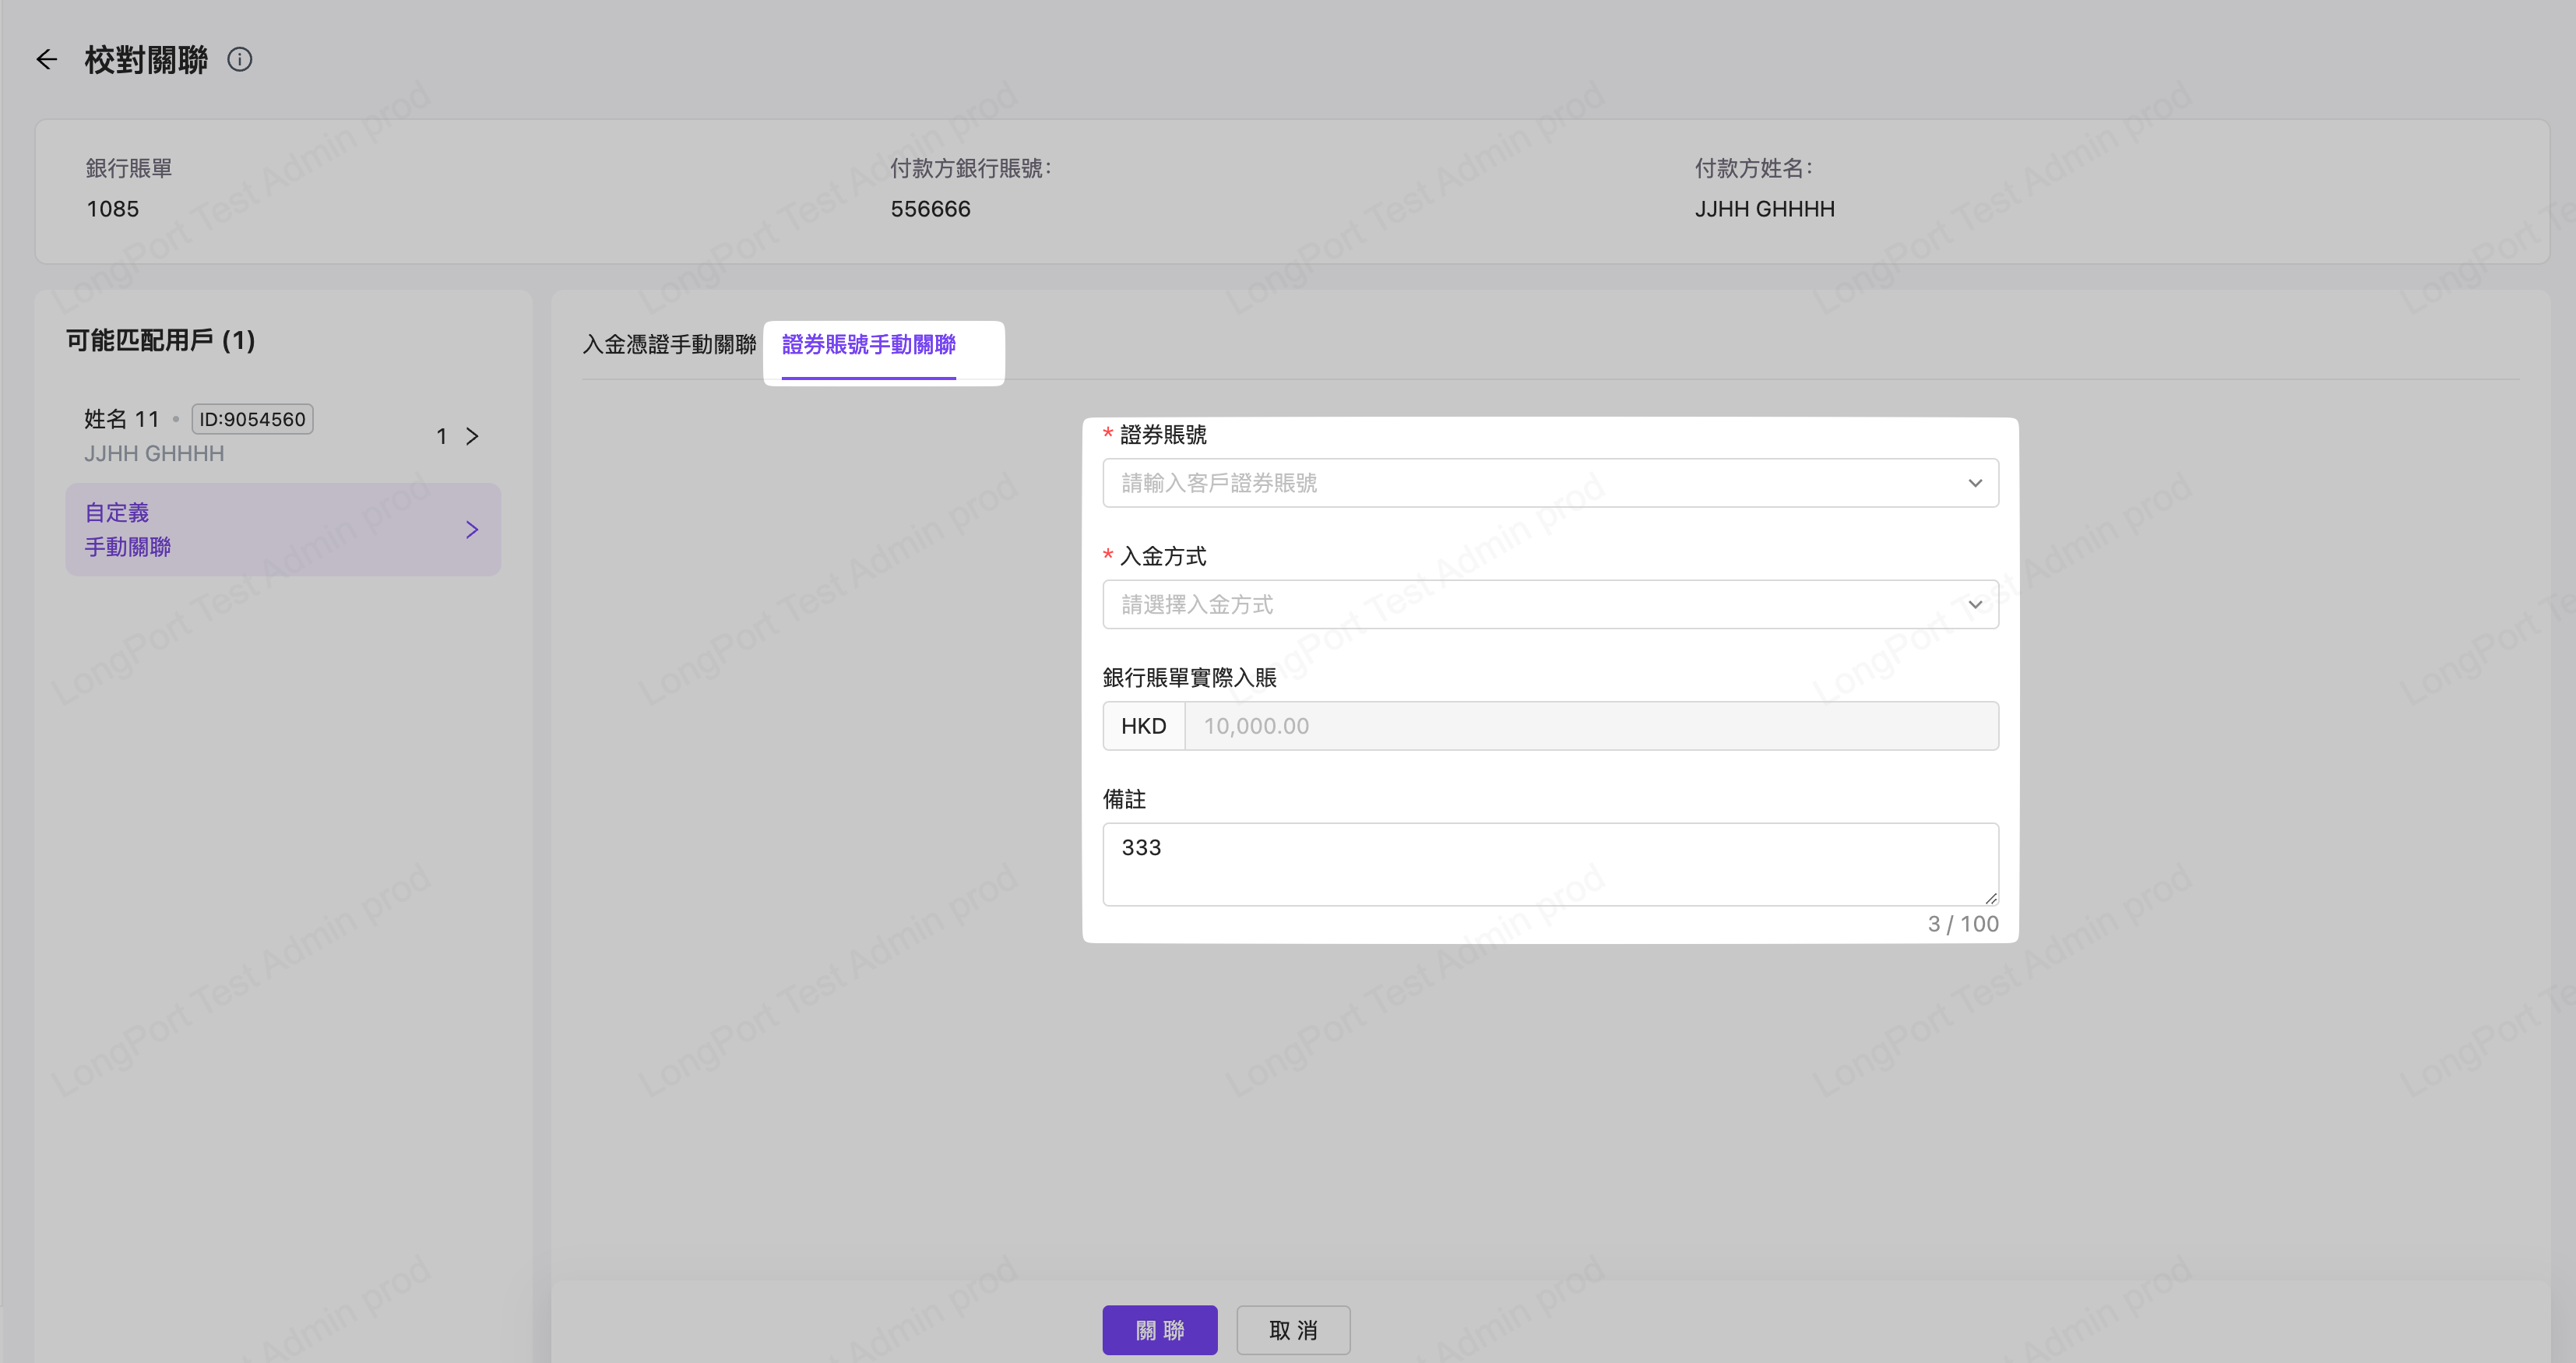 校對關聯
銀行賬單
1085
付款方銀行賬號：
556666
付款方姓名：
JJHH GHHHH
可能匹配用戶 (1)
姓名 11 • ID:9054560
JJHH GHHHH
1
自定義
手動關聯
入金憑證手動關聯 證券賬號手動關聯
* 證券賬號
請輸入客戶證券賬號
* 入金方式
請選擇入金方式
銀行賬單實際入賬
HKD 10,000.00
備註
333
3 / 100
關 聯 取 消
LongPort Test Admin prod